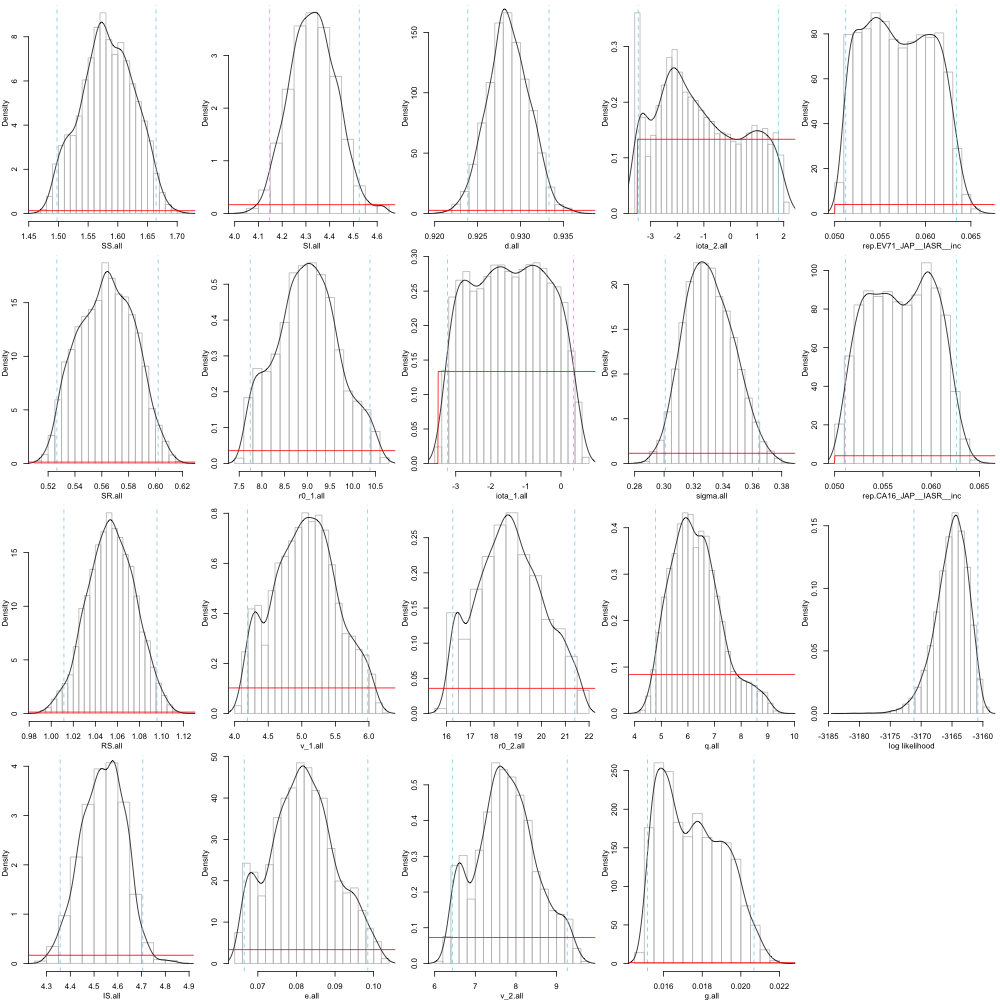 Density
0 2 4 6 8
1.45 1.50 1.55 1.60 1.65 1.70
SS.all
Density
0 1 2 3
4.0 4.1 4.2 4.3 4.4 4.5 4.6
SI.all
Density
0 50 100 150
0.920 0.925 0.930 0.935
d.all
Density
0.0 0.1 0.2 0.3
-3 -2 -1 0 1 2
iota_2.all
Density
0 20 40 60 80
0.050 0.055 0.060 0.065
rep.EV71_JAP__IASR__inc
Density
0 5 10 15
0.52 0.54 0.56 0.58 0.60 0.62
SR.all
Density
0.0 0.1 0.2 0.3 0.4 0.5
7.5 8.0 8.5 9.0 9.5 10.0 10.5
r0_1.all
Density
0.00 0.05 0.10 0.15 0.20 0.25 0.30
-3 -2 -1 0
iota_1.all
Density
0 5 10 15 20
0.28 0.30 0.32 0.34 0.36 0.38
sigma.all
Density
0 20 40 60 80 100
0.050 0.055 0.060 0.065
rep.CA16_JAP__IASR__inc
Density
0 5 10 15
0.98 1.00 1.02 1.04 1.06 1.08 1.10 1.12
RS.all
Density
0.0 0.2 0.4 0.6 0.8
4.0 4.5 5.0 5.5 6.0
v_1.all
Density
0.00 0.05 0.10 0.15 0.20 0.25
16 17 18 19 20 21 22
r0_2.all
Density
0.0 0.1 0.2 0.3 0.4
4 5 6 7 8 9 10
q.all
Density
0.00 0.05 0.10 0.15
-3185 -3175 -3165 -3160
log likelihood
Density
0 1 2 3 4
4.3 4.4 4.5 4.6 4.7 4.8 4.9
IS.all
Density
0 10 20 30 40 50
0.07 0.08 0.09 0.10
e.all
Density
0.0 0.1 0.2 0.3 0.4 0.5
6 7 8 9
v_2.all
Density
0 50 100 150 200 250
0.016 0.018 0.020 0.022
g.all